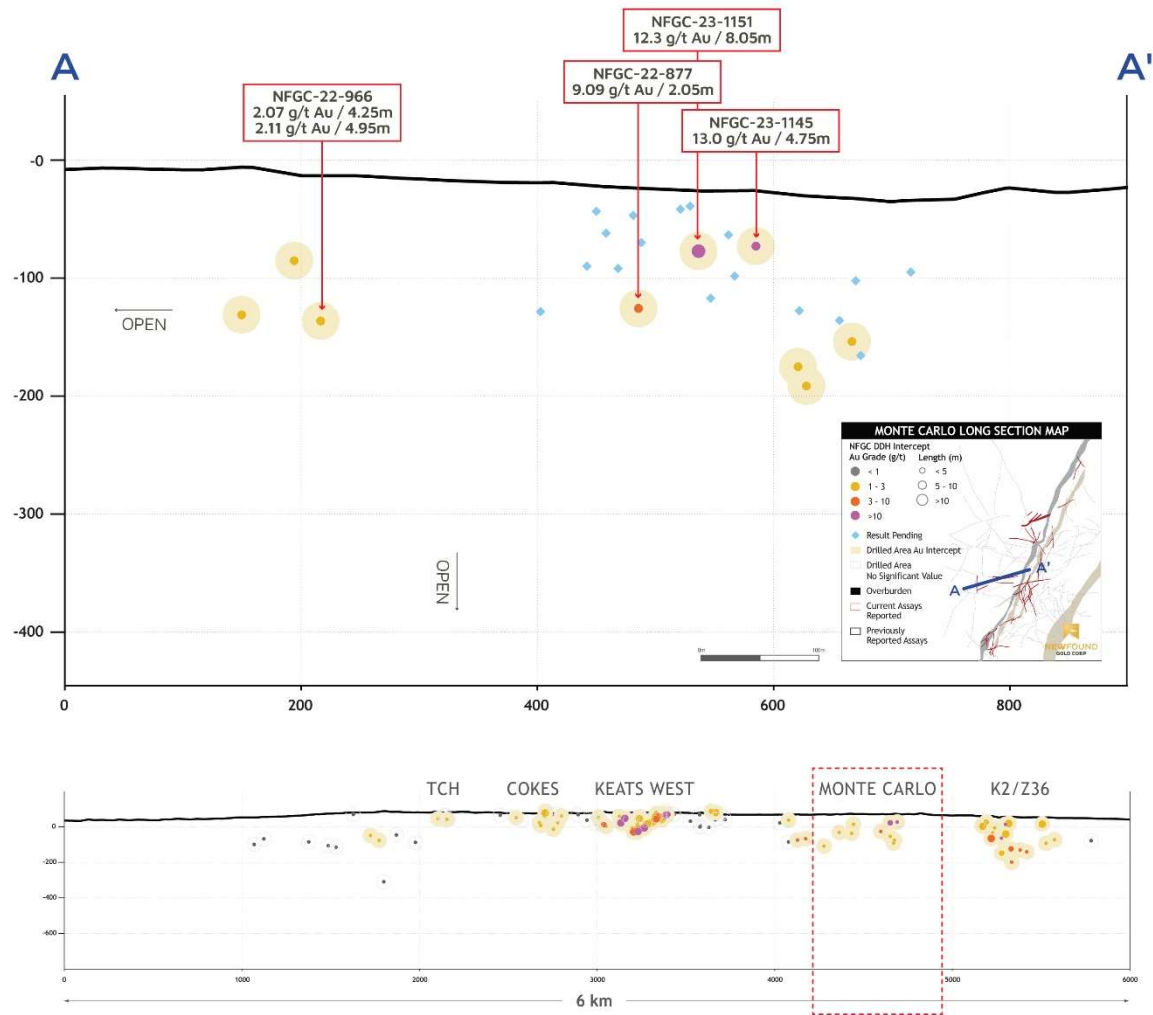 NFGC-23-1151
12.3 g/t Au / 8.05m
A
A'
NFGC-22-877
9.09 g/t Au / 2.05m
NFGC-22-966
2.07 g/t Au / 4.25m
2.11 g/t Au / 4.95m
NFGC-23-1145
13.0 g/t Au / 4.75m
-0
-100
-200
-300
-400
OPEN
OPEN
MONTE CARLO LONG SECTION MAP
NFGC DDH Intercept
Au Grade (g/t)
Length (m)
< 1
< 5
1 - 3
5 - 10
3 - 10
>10
>10
Result Pending
Drilled Area Au Intercept
Drilled Area
No Significant Value
Overburden
Current Assays
Reported
Previously
Reported Assays
A
A'
NEWFOUND
GOLD CORP
0m
100m
0
200
400
600
800
TCH
COKES
KEATS WEST
MONTE CARLO
K2/Z36
0
-200
-400
-600
0
1000
2000
3000
4000
5000
6000
6 km